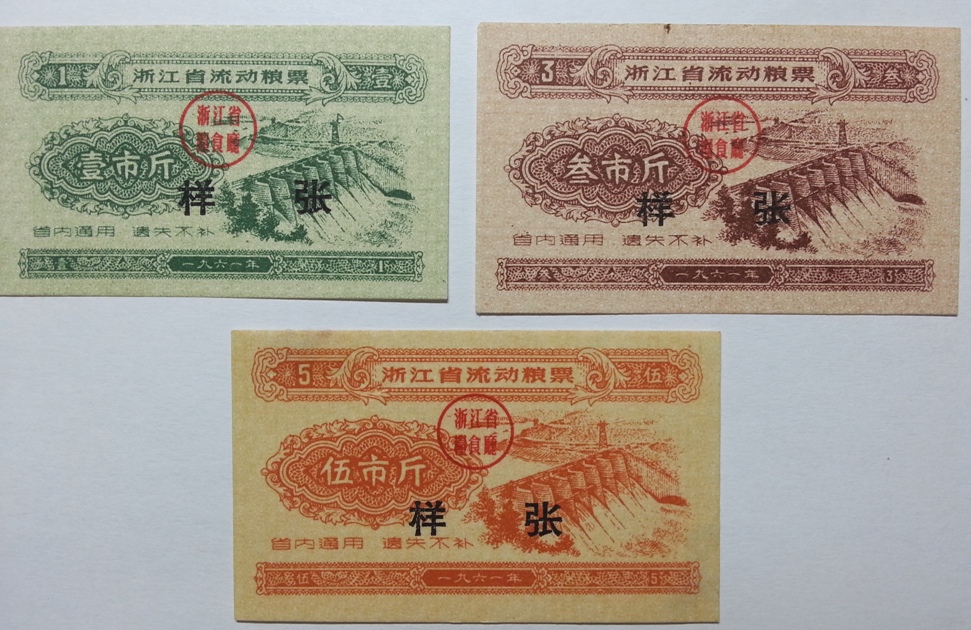 1 浙江省流动粮票 壹
浙江省
粮食廳
壹市斤
样 张
省内通用 遗失不补
壹 一九六一年 1
3 浙江省流动粮票 叁
浙江省
粮食廳
叁市斤
样 张
省内通用 遗失不补
叁 一九六一年 3
5 浙江省流动粮票 伍
浙江省
粮食廳
伍市斤
样 张
省内通用 遗失不补
伍 一九六一年 5